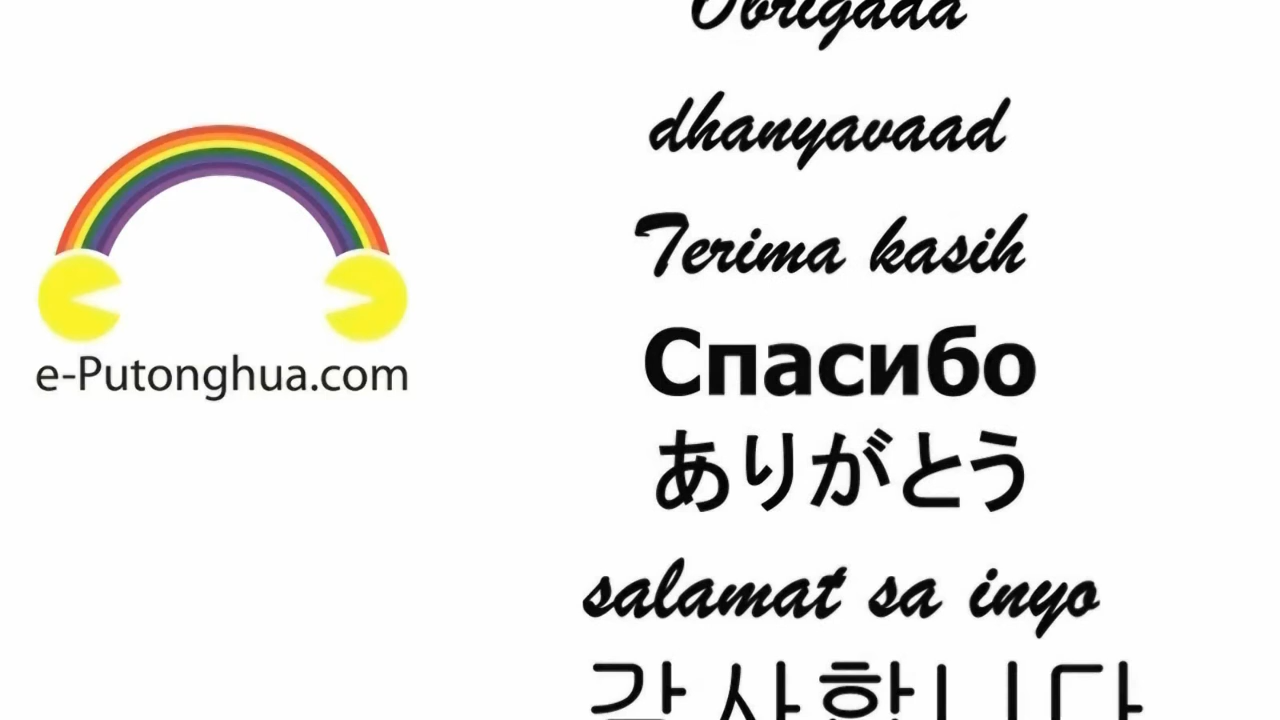 Obrigada
dhanyavaad
Terima kasih
Спасибо
e-Putonghua.com
ありがとう
salamat sa inyo
감사합니다